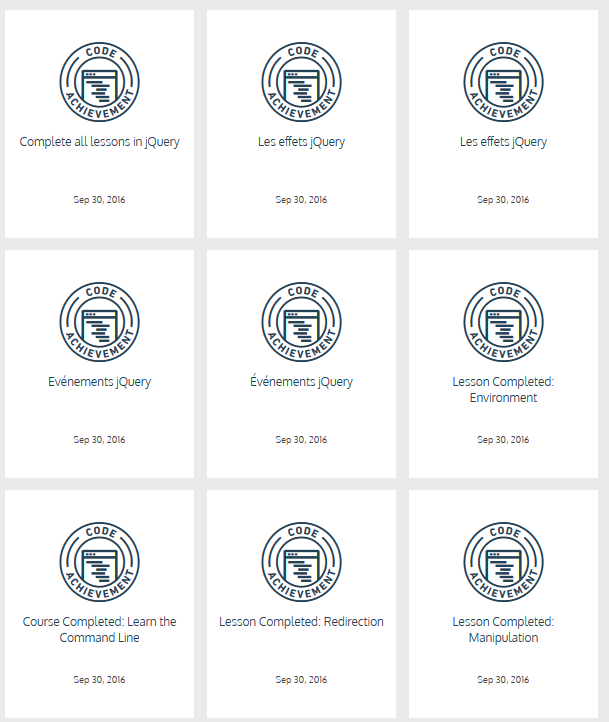 CODE
ACHIEVEMENT
Complete all lessons in jQuery
Sep 30, 2016
CODE
ACHIEVEMENT
Les effets jQuery
Sep 30, 2016
CODE
ACHIEVEMENT
Les effets jQuery
Sep 30, 2016
CODE
ACHIEVEMENT
Evénements jQuery
Sep 30, 2016
CODE
ACHIEVEMENT
Événements jQuery
Sep 30, 2016
CODE
ACHIEVEMENT
Lesson Completed:
Environment
Sep 30, 2016
CODE
ACHIEVEMENT
Course Completed: Learn the
Command Line
Sep 30, 2016
CODE
ACHIEVEMENT
Lesson Completed: Redirection
Sep 30, 2016
CODE
ACHIEVEMENT
Lesson Completed:
Manipulation
Sep 30, 2016